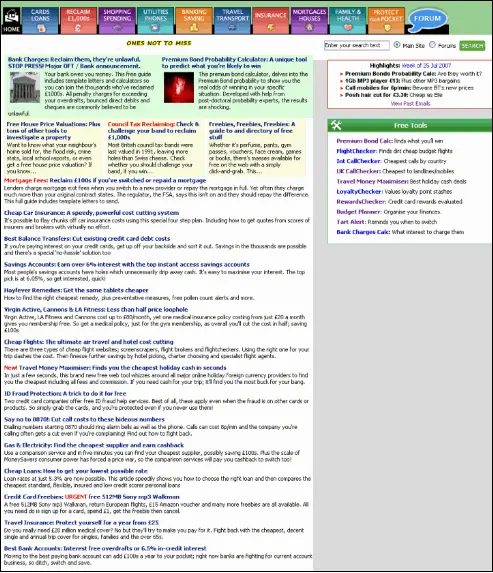 HOME
CARDS LOANS
RECLAIM £1,000s
SHOPPING SPENDING
UTILITIES PHONES
BANKING SAVING
TRAVEL TRANSPORT
INSURANCE
MORTGAGES HOUSES
FAMILY & HEALTH
PROTECT your POCKET
FORUM
ONES NOT TO MISS
Bank Charges: Reclaim them, they're unlawful.
STOP PRESS! Major OFT / Bank announcement.
Bank owes you money. This free guide
includes template letters and calculators so
you can join the thousands who've reclaimed
£1000s. Already charges for exceeding
your overdrafts, bounced direct debits and
cheques are commonly believed to be
unlawful.
Premium Bond Probability Calculator: A unique tool
to predict what you're likely to win
The premium bond calculator, delves into the
Premium Bond probability to show you the
real odds of winning in your specific
situation. Developed with help from
post-doctoral probability experts, the results
are shocking.
Free House Price Valuations: Plus
tons of other tools to
investigate a property
Want to know what your neighbour's
home sold for, the flood risk, crime
stats, local school reports, or even
get a free house price valuation? If
you know...
Council Tax Reclaiming: Check &
challenge your band to reclaim
£1,000s
Most British council tax bands were
last valued in 1991, leaving more
holes than Swiss cheese. Check
whether you should challenge your
band, if you win...
Freebies, Freebies, Freebies: A
guide to and directory of free
stuff
Whether it's perfume, pants, gym
passes, vouchers, face cream, games
or books, there's masses available for
free on the web with a simply
click-and-grab. This...
Mortgage Fees: Reclaim £100s if you've switched or repaid a mortgage
Lenders charge mortgage exit fees when you switch to a new provider or repay the mortgage in full. Yet often they charge
much more than your original contract states. The regulator, the FSA, says this isn't on and they should repay the difference.
This full guide includes template letters to send.
Cheap Car Insurance: A speedy, powerful cost cutting system
It's possible to flay chunks off car insurance costs using this special four step plan. Including how to get quotes from scores of
insurers and brokers with virtually no effort.
Best Balance Transfers: Cut existing credit card debt costs
If you're paying interest on your credit cards, get up off your backside and sort it out. Savings in the thousands are possible
and there's a special 'no-hassle' solution too
Savings Accounts: Earn over 6% interest with the top instant access savings accounts
Most people's savings accounts have holes which unnecessarily drip away cash. It's easy to maximise your interest. The top
pick is at 6.05%, so get interested, quick!
Hayfever Remedies: Get the same tablets cheaper
How to find the right cheapest remedy, plus preventative measures, free pollen count alerts and more.
Virgin Active, Cannons & LA Fitness: Less than half price loophole
Virgin Active, LA Fitness and Cannons cost up to £80/month, yet one medical insurance policy costing from just £20 a month
gives you membership free. So get a medical policy, just for the gym membership, as overall you'll cut the cost in half; saving
£100s
Cheap Flights: The ultimate air travel and hotel cost cutting
There are three types of cheap flight websites; screenscrapers, flight brokers and flightcheckers. Using the right one for your
trip dashes the cost. Then finesse further savings by hotel picking, charter choosing and specialist flight agents.
New! Travel Money Maximiser: Finds you the cheapest holiday cash in seconds
In just a few seconds, this brand new free web tool whizzes around all major online holiday foreign currency providers to find
you the cheapest including all fees and commission. If you need cash for your trip; it'll find you the most buck for your bang.
ID Fraud Protection: A trick to do it for free
Two credit card companies offer free ID fraud help services. Best of all, these apply even when the fraud is on other cards or
products. So simply grab the cards, and you're protected even if you never use them!
Say no to 0870: Cut call costs to these hideous numbers
Dialling numbers starting 0870 should ring alarm bells as well as the phone. Calls can cost 8p/min and the company you're
calling often gets a cut even if you're complaining! Find out how to fight back.
Gas & Electricity: Find the cheapest supplier and earn cashback
Use a comparison service and in five minutes you can find your cheapest supplier, possibly saving £100s. Plus the scale of
MoneySavers consumer power has forced a price war, so the comparison services will pay you cashback to switch too!
Cheap Loans: How to get your lowest possible rate
Loan rates at just 5.3% are now possible. This article speedily shows you how to choose the right loan and then compares the
cheapest standard, flexible, insured and low credit scorer personal loans
Credit Card Freebies: URGENT free 512MB Sony mp3 Walkman
A free 512MB Sony mp3 Walkman, return European flights, £15 Amazon voucher and many more freebies are all available. All
you need do is sign up for a card, spend £1, get the freebie then cancel.
Travel Insurance: Protect yourself for a year from £25
Do you really need £20 million medical cover? No but they'll try to make you pay for it. Fight back with the cheapest, decent
single and annual trip cover for singles, families and the over 65s.
Best Bank Accounts: Interest free overdrafts or 6.5% in-credit interest
Moving to the best paying bank account can add £100s a year to your pocket; right now banks are fighting for current account
business, so ditch, switch and save.
Enter your search text
Main Site
Forums
SEARCH
Highlights: Week of 25 Jul 2007
Premium Bonds Probability Calc: Are they worth it?
4GB MP3 player £13: Plus other MP3 bargains
Call mobiles for 6p/min: Beware BT's new prices
Posh hair cut for £3.30: Cheap as Elle
View Past Emails
Free Tools
Premium Bond Calc: Find what you'll win
FlightChecker: Find dirt cheap budget flights
Int CallChecker: Cheapest calls by country
UK CallChecker: Cheapest to landlines/mobiles
Travel Money Maximiser: Best holiday cash deals
LoyaltyChecker: Values loyalty point stashes
RewardsChecker: Credit card rewards evaluated
Budget Planner: Organise your finances.
Tart Alert: Reminds you when to switch
Bank Charges Calc: What interest to charge them